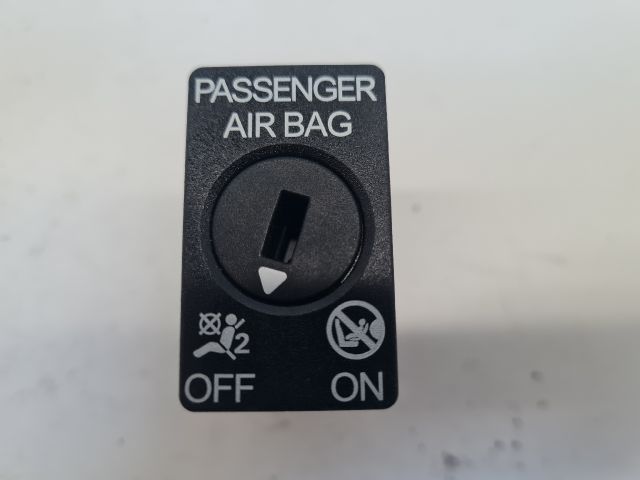 PASSENGER
AIR BAG
2
OFF ON